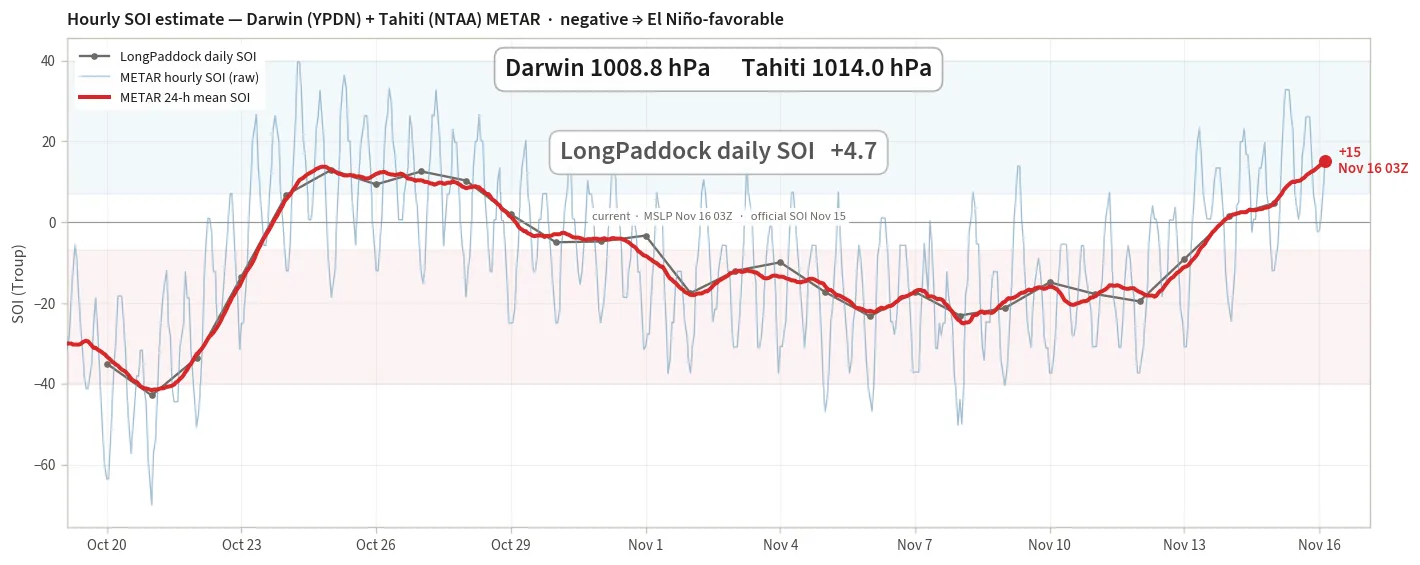 Hourly SOI estimate — Darwin (YPDN) + Tahiti (NTAA) METAR · negative ⇒ El Niño-favorable
LongPaddock daily SOI
METAR hourly SOI (raw)
METAR 24-h mean SOI
Darwin 1008.8 hPa Tahiti 1014.0 hPa
LongPaddock daily SOI +4.7
current · MSLP Nov 16 03Z · official SOI Nov 15
+15
Nov 16 03Z
SOI (Troup)
40
20
0
−20
−40
−60
Oct 20 Oct 23 Oct 26 Oct 29 Nov 1 Nov 4 Nov 7 Nov 10 Nov 13 Nov 16